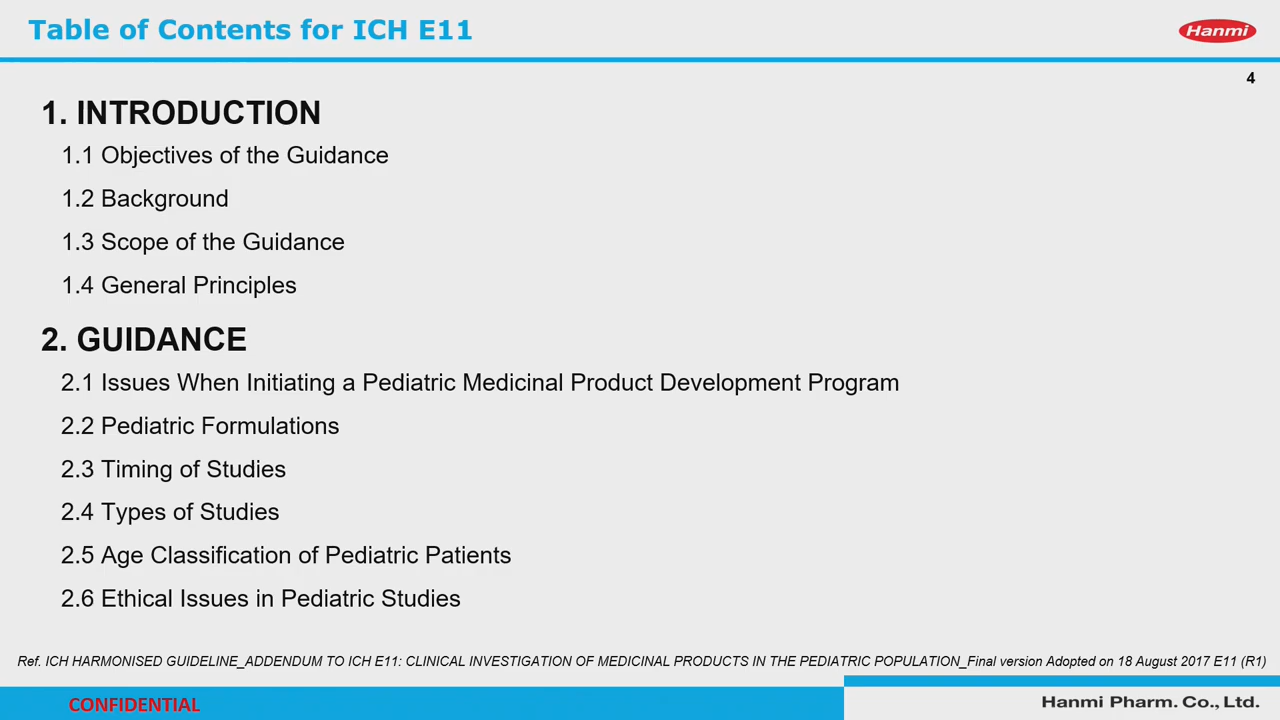 Table of Contents for ICH E11
Hanmi
4
1. INTRODUCTION
1.1 Objectives of the Guidance
1.2 Background
1.3 Scope of the Guidance
1.4 General Principles
2. GUIDANCE
2.1 Issues When Initiating a Pediatric Medicinal Product Development Program
2.2 Pediatric Formulations
2.3 Timing of Studies
2.4 Types of Studies
2.5 Age Classification of Pediatric Patients
2.6 Ethical Issues in Pediatric Studies
Ref. ICH HARMONISED GUIDELINE_ADDENDUM TO ICH E11: CLINICAL INVESTIGATION OF MEDICINAL PRODUCTS IN THE PEDIATRIC POPULATION_Final version Adopted on 18 August 2017 E11 (R1)
CONFIDENTIAL
Hanmi Pharm. Co., Ltd.